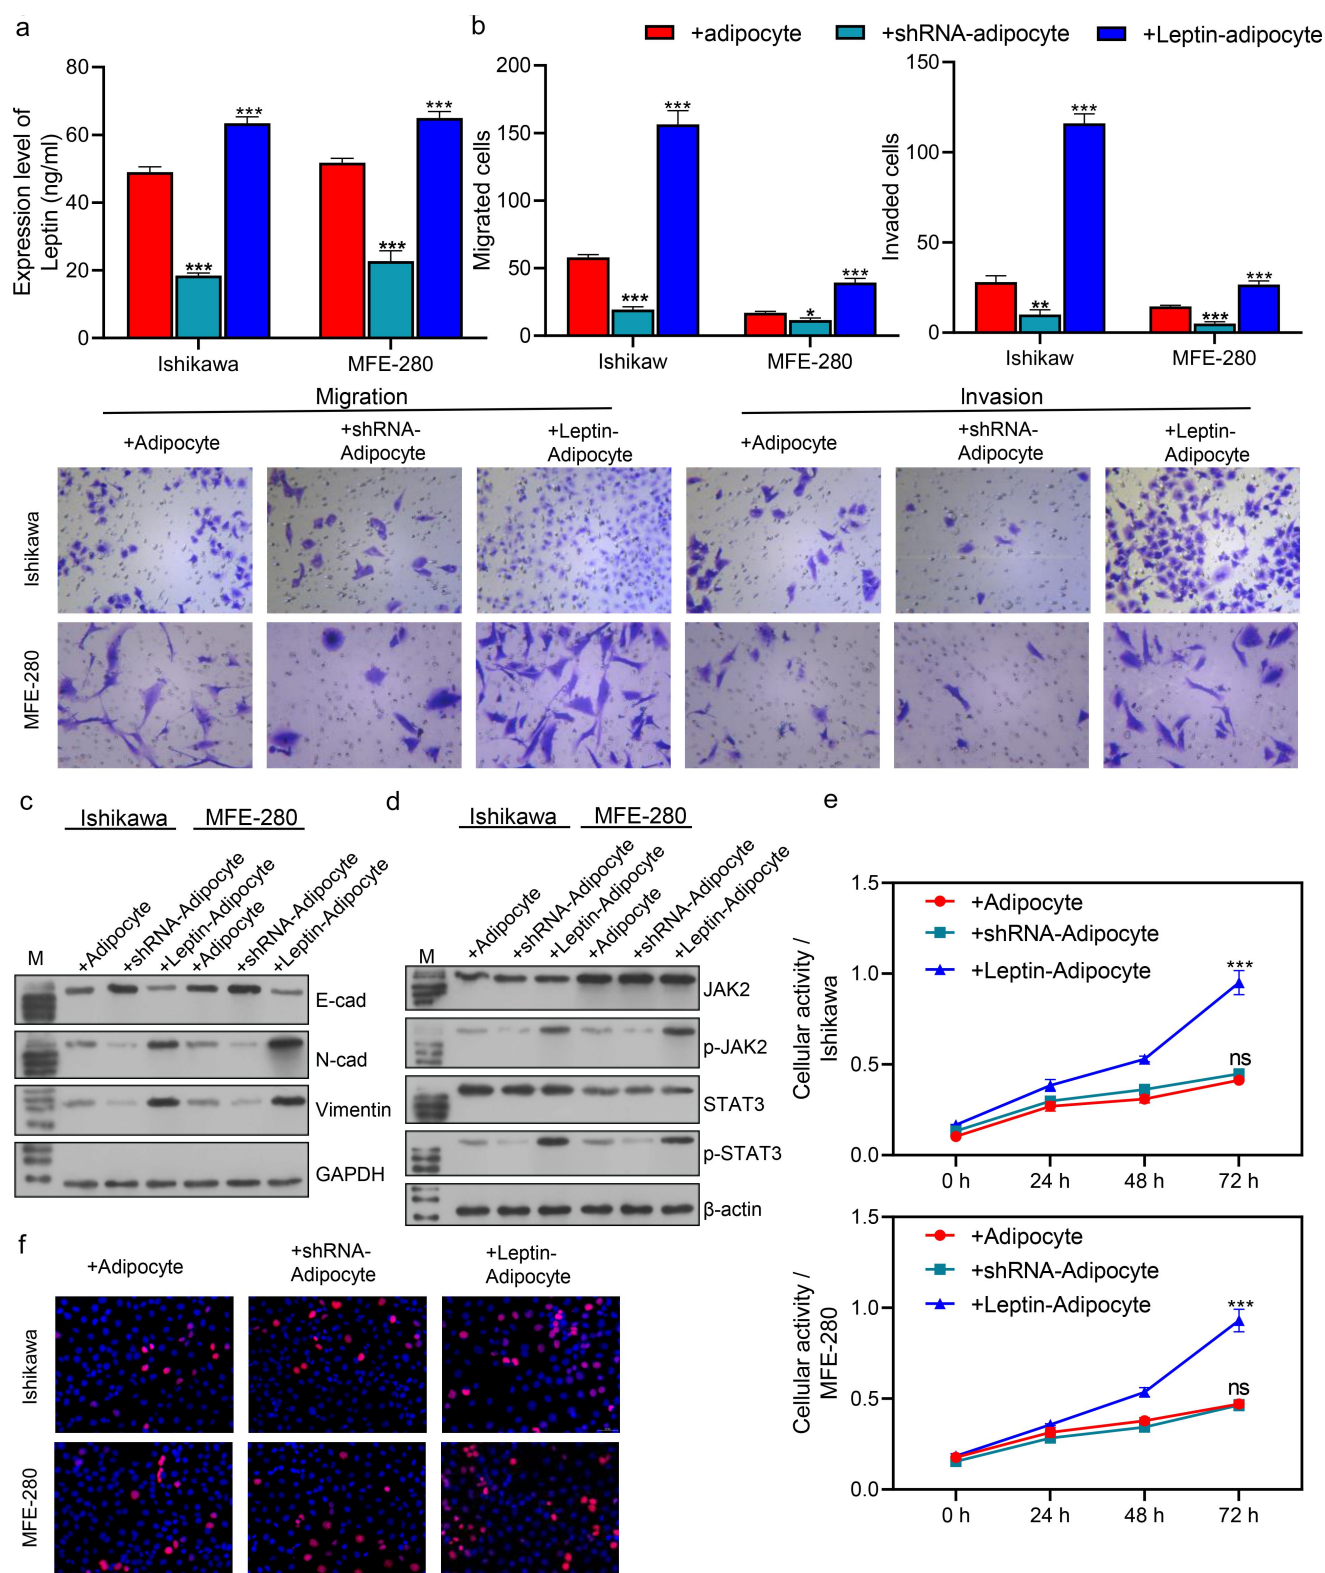 a
b
+adipocyte
+shRNA-adipocyte
+Leptin-adipocyte
Expression level of
Leptin (ng/ml)
80
60
40
20
0
***
***
***
***
Ishikawa
MFE-280
Migrated cells
200
150
100
50
0
***
***
*
***
Ishikaw
MFE-280
Invaded cells
150
100
50
0
**
***
***
***
Ishikaw
MFE-280
Migration
Invasion
+Adipocyte
+shRNA-
Adipocyte
+Leptin-
Adipocyte
+Adipocyte
+shRNA-
Adipocyte
+Leptin-
Adipocyte
Ishikawa
MFE-280
c
Ishikawa
MFE-280
M
+Adipocyte
+shRNA-Adipocyte
+Leptin-Adipocyte
+Adipocyte
+shRNA-Adipocyte
+Leptin-Adipocyte
E-cad
N-cad
Vimentin
GAPDH
d
Ishikawa
MFE-280
M
+Adipocyte
+shRNA-Adipocyte
+Leptin-Adipocyte
+Adipocyte
+shRNA-Adipocyte
+Leptin-Adipocyte
JAK2
p-JAK2
STAT3
p-STAT3
β-actin
e
Cellular activity /
Ishikawa
1.5
1.0
0.5
0.0
+Adipocyte
+shRNA-Adipocyte
+Leptin-Adipocyte
***
ns
0 h
24 h
48 h
72 h
Cellular activity /
MFE-280
1.5
1.0
0.5
0.0
+Adipocyte
+shRNA-Adipocyte
+Leptin-Adipocyte
***
ns
0 h
24 h
48 h
72 h
f
+Adipocyte
+shRNA-
Adipocyte
+Leptin-
Adipocyte
Ishikawa
MFE-280